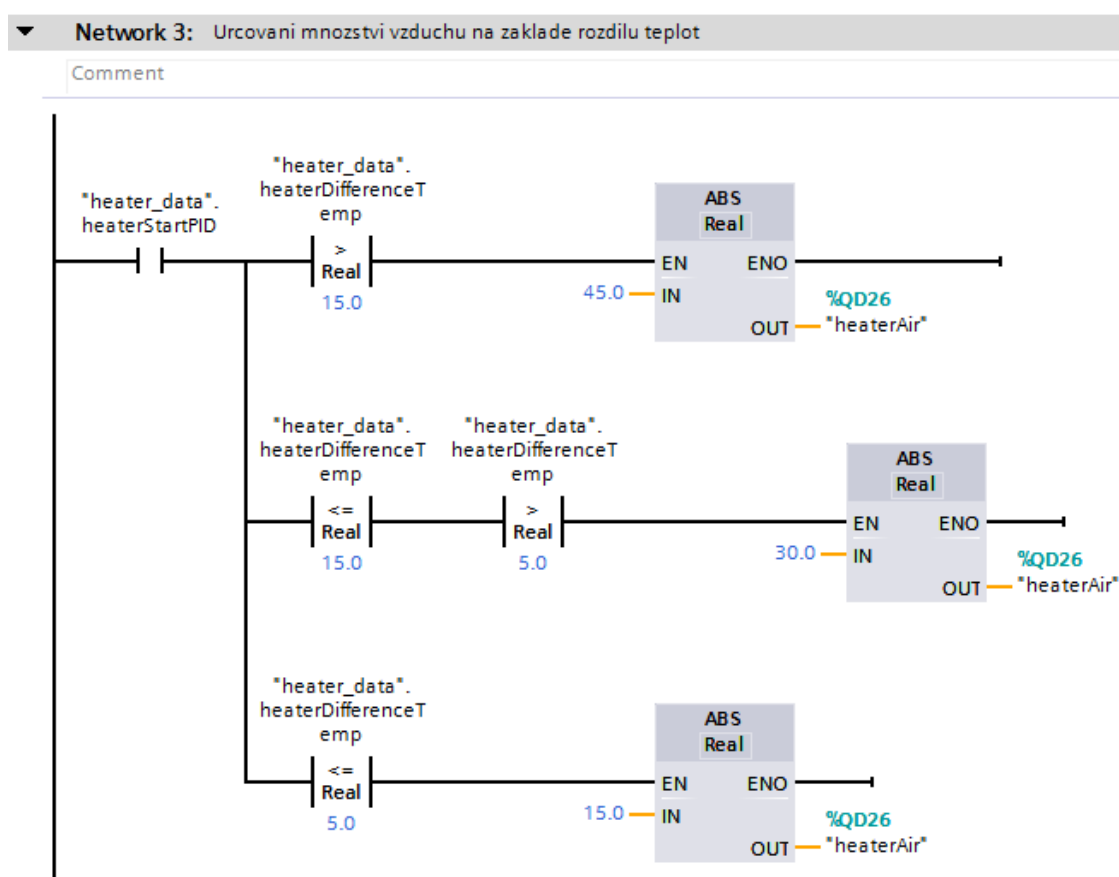 Network 3: Urcovani mnozstvi vzduchu na zaklade rozdilu teplot
Comment
"heater_data".
heaterStartPID
"heater_data".
heaterDifferenceT
emp
>
Real
15.0
ABS
Real
EN ENO
45.0 IN
OUT
%QD26
"heaterAir"
"heater_data".
heaterDifferenceT
emp
<=
Real
15.0
"heater_data".
heaterDifferenceT
emp
>
Real
5.0
ABS
Real
EN ENO
30.0 IN
OUT
%QD26
"heaterAir"
"heater_data".
heaterDifferenceT
emp
<=
Real
5.0
ABS
Real
EN ENO
15.0 IN
OUT
%QD26
"heaterAir"